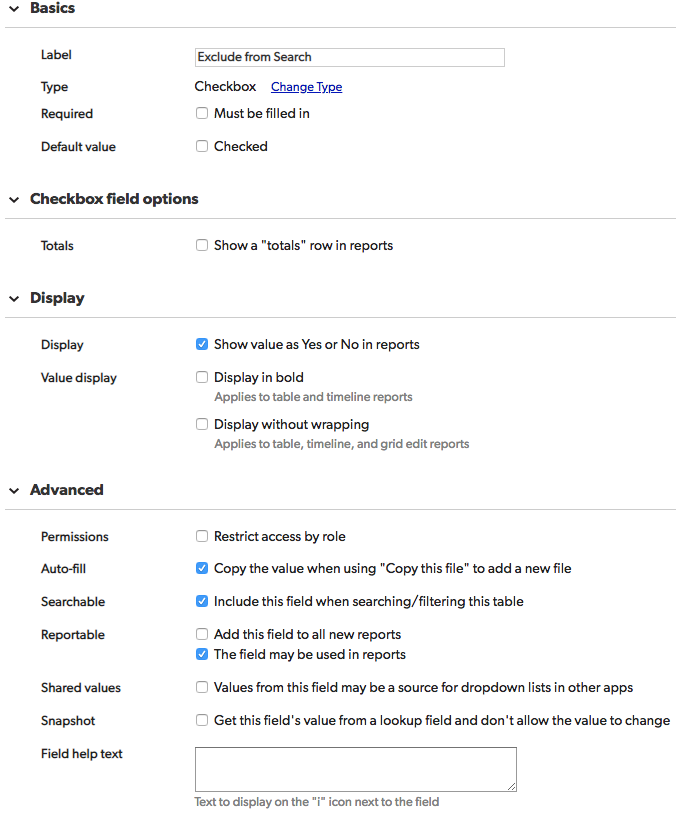 Basics
Label Exclude from Search
Type Checkbox Change Type
Required Must be filled in
Default value Checked
Checkbox field options
Totals Show a "totals" row in reports
Display
Display Show value as Yes or No in reports
Value display Display in bold
Applies to table and timeline reports
Display without wrapping
Applies to table, timeline, and grid edit reports
Advanced
Permissions Restrict access by role
Auto-fill Copy the value when using "Copy this file" to add a new file
Searchable Include this field when searching/filtering this table
Reportable Add this field to all new reports
The field may be used in reports
Shared values Values from this field may be a source for dropdown lists in other apps
Snapshot Get this field's value from a lookup field and don't allow the value to change
Field help text
Text to display on the "i" icon next to the field